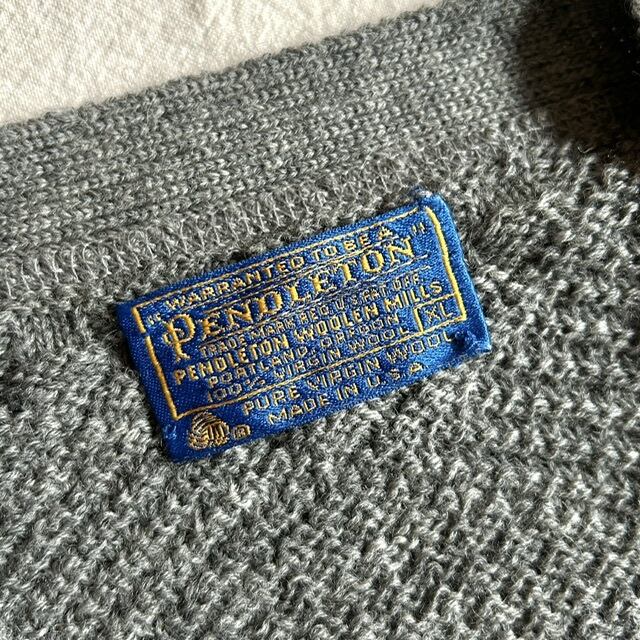 "WARRANTED TO BE A
PENDLETON"
TRADE MARK REG. U.S. PAT. OFF.
PENDLETON WOOLEN MILLS
PORTLAND, OREGON
100% VIRGIN WOOL
XL
PURE VIRGIN WOOL
MADE IN U.S.A.